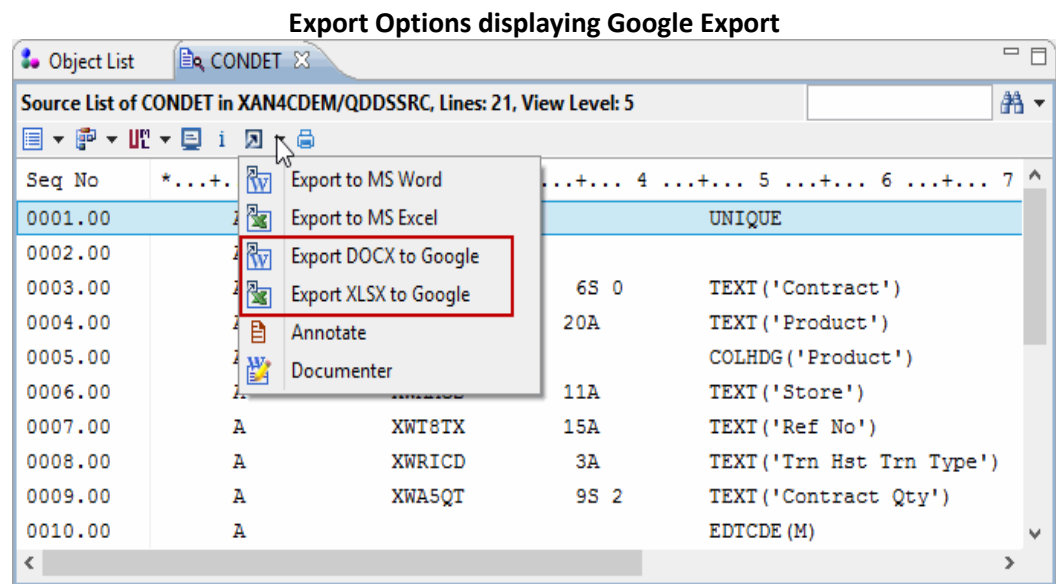 Export Options displaying Google Export
Object List CONDET
Source List of CONDET in XAN4CDEM/QDDSSRC, Lines: 21, View Level: 5
i
Seq No *...+. ...+... 4 ...+... 5 ...+... 6 ...+... 7
Export to MS Word
0001.00 UNIQUE
Export to MS Excel
0002.00
Export DOCX to Google
0003.00 6S 0 TEXT('Contract')
Export XLSX to Google
0004.00 20A TEXT('Product')
Annotate
0005.00 COLHDG('Product')
Documenter
0006.00 11A TEXT('Store')
0007.00 A XWT8TX 15A TEXT('Ref No')
0008.00 A XWRICD 3A TEXT('Trn Hst Trn Type')
0009.00 A XWA5QT 9S 2 TEXT('Contract Qty')
0010.00 A EDTCDE(M)